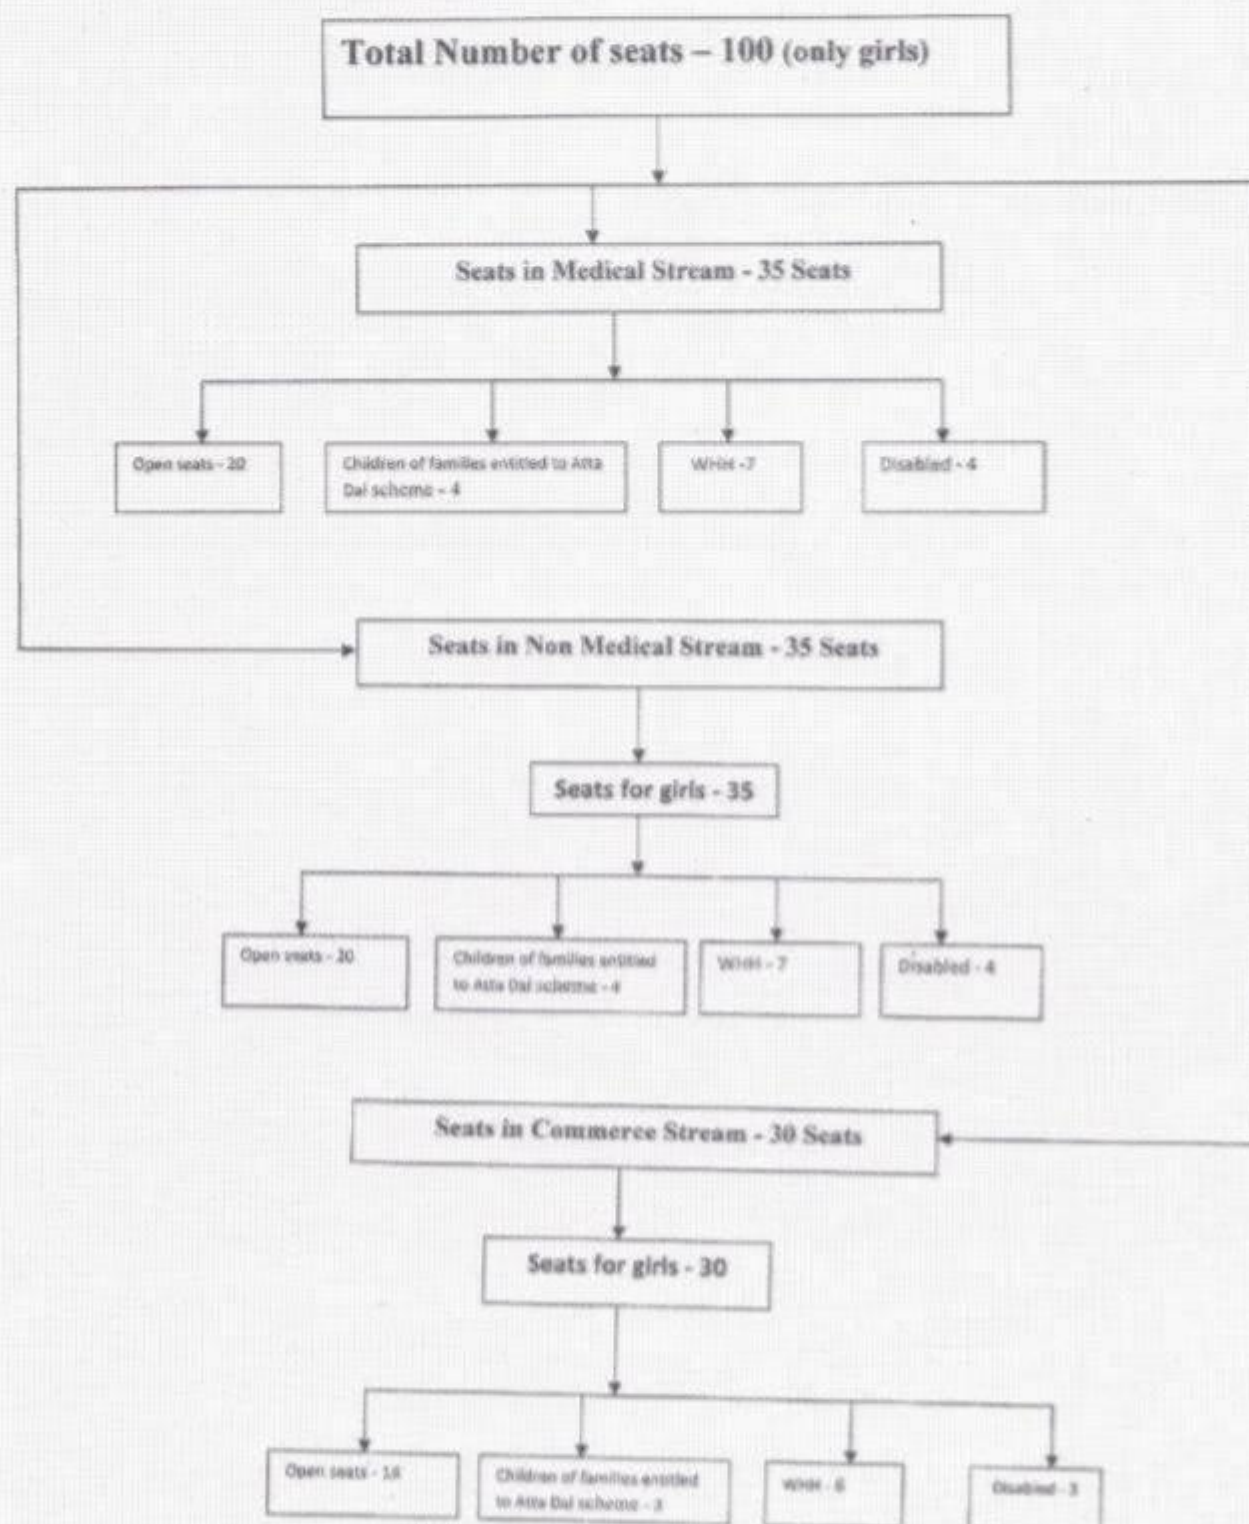 Total Number of seats – 100 (only girls)
Seats in Medical Stream - 35 Seats
Open seats - 20
Children of families entitled to Atta
Dal scheme - 4
WHH -7
Disabled - 4
Seats in Non Medical Stream - 35 Seats
Seats for girls - 35
Open seats - 20
Children of families entitled
to Atta Dal scheme - 4
WHH - 7
Disabled - 4
Seats in Commerce Stream - 30 Seats
Seats for girls - 30
Open seats - 18
Children of families entitled
to Atta Dal scheme - 3
WHH - 6
Disabled - 3